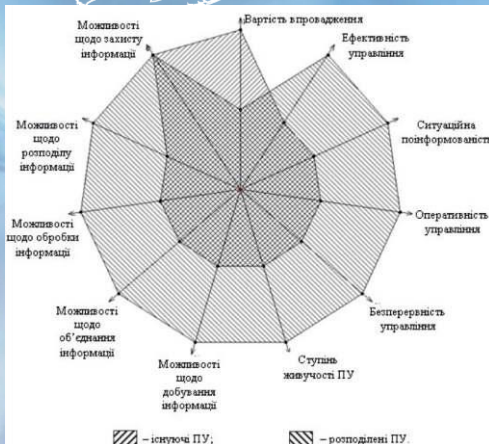 Вартість впровадження
Ефективність
управління
Ситуаційна
поінформованість
Оперативність
управління
Безперервність
управління
Ступінь
живучості ПУ
Можливості
щодо
добування
інформації
Можливості
щодо
об’єднання
інформації
Можливості
щодо обробки
інформації
Можливості
щодо
розподілу
інформації
Можливості
щодо захисту
інформації
– існуючі ПУ;
– розподілені ПУ.